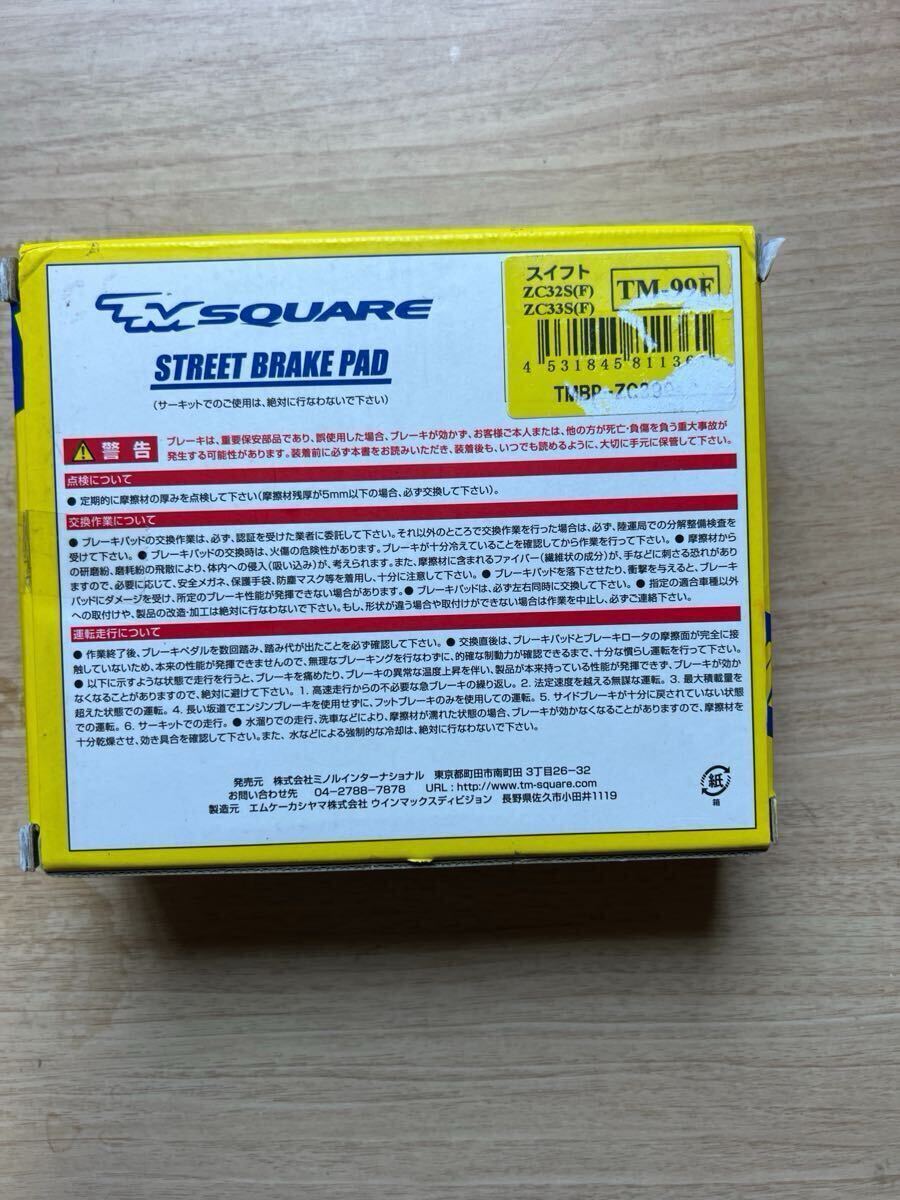 TM SQUARE
STREET BRAKE PAD
(サーキットでのご使用は、絶対に行なわないで下さい)
スイフト
ZC32S(F)
ZC33S(F)
TM-99F
4 531845 8113
警告
ブレーキは、重要保安部品であり、誤使用した場合、ブレーキが効かず、お客様ご本人または、他の方が死亡・負傷を負う重大事故が
発生する可能性があります。装着前に必ず本書をお読みいただき、装着後も、いつでも読めるように、大切に手元に保管して下さい。
点検について
● 定期的に摩擦材の厚みを点検して下さい(摩擦材残厚が5mm以下の場合、必ず交換して下さい)。
交換作業について
● ブレーキパッドの交換作業は、必ず、認証を受けた業者に委託して下さい。それ以外のところで交換作業を行った場合は、必ず、陸運局での分解整備検査を
受けて下さい。● ブレーキパッドの交換時は、火傷の危険性があります。ブレーキが十分冷えていることを確認してから作業を行って下さい。● 摩擦材から
の研磨粉、磨耗粉の飛散により、体内への侵入(吸い込み)が、考えられます。また、摩擦材に含まれるファイバー(繊維状の成分)が、手などに刺さる恐れがあり
ますので、必要に応じて、安全メガネ、保護手袋、防塵マスク等を着用し、十分に注意して下さい。● ブレーキパッドを落下させたり、衝撃を与えると、ブレーキ
パッドにダメージを受け、所定のブレーキ性能が発揮できない場合があります。● ブレーキパッドは、必ず左右同時に交換して下さい。● 指定の適合車種以外
への取付けや、製品の改造・加工は絶対に行なわないで下さい。もし、形状が違う場合や取付けができない場合は作業を中止し、必ずご連絡下さい。
運転走行について
● 作業終了後、ブレーキペダルを数回踏み、踏み代が出たことを必ず確認して下さい。● 交換直後は、ブレーキパッドとブレーキロータの摩擦面が完全に接
触していないため、本来の性能が発揮できませんので、無理なブレーキングを行なわずに、的確な制動力が確認できるまで、十分な慣らし運転を行って下さい。
● 以下に示すような状態で走行を行うと、ブレーキを痛めたり、ブレーキの異常な温度上昇を伴い、製品が本来持っている性能が発揮できず、ブレーキが効か
なくなることがありますので、絶対に避けて下さい。1. 高速走行からの不必要な急ブレーキの繰り返し。2. 法定速度を越える無謀な運転。3. 最大積載量を
超えた状態での運転。4. 長い坂道でエンジンブレーキを使用せずに、フットブレーキのみを使用しての運転。5. サイドブレーキが十分に戻されていない状態
での運転。6. サーキットでの走行。● 水溜りでの走行、洗車などにより、摩擦材が濡れた状態の場合、ブレーキが効かなくなることがありますので、摩擦材を
十分乾燥させ、効き具合を確認して下さい。また、水などによる強制的な冷却は、絶対に行なわないで下さい。
発売元 株式会社ミノルインターナショナル 東京都町田市南町田 3丁目26-32
お問い合わせ先 04-2788-7878 URL : http://www.tm-square.com
製造元 エムケーカシヤマ株式会社 ウインマックスディビジョン 長野県佐久市小田井1119
紙
箱